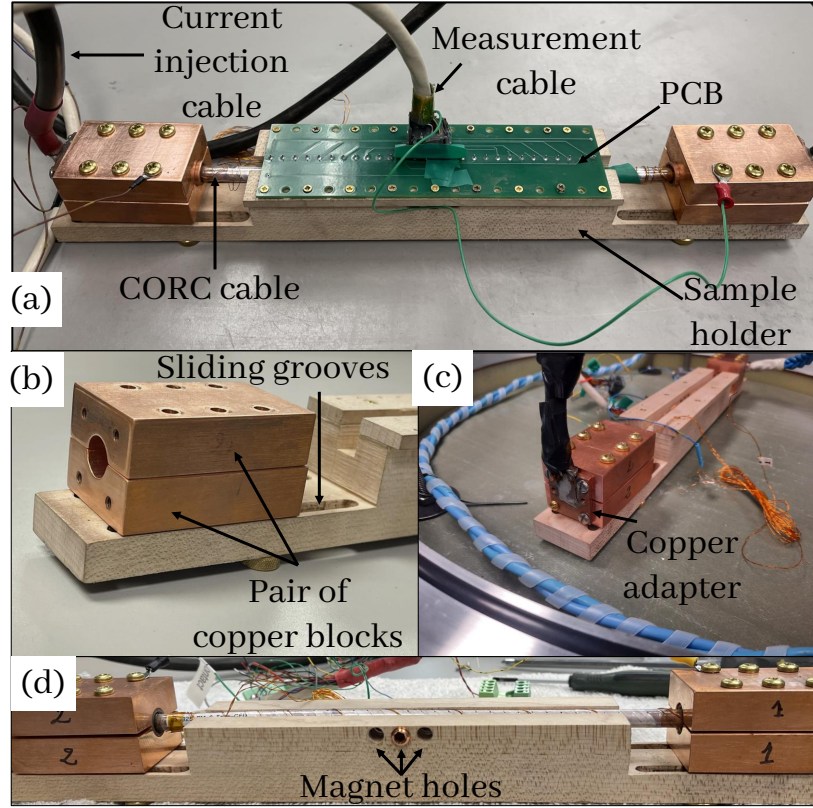 Current
injection
cable
Measurement
cable
PCB
CORC cable
Sample
holder
(a)
(b)
Sliding grooves
Pair of
copper blocks
(c)
Copper
adapter
(d)
2
2
1
1
Magnet holes